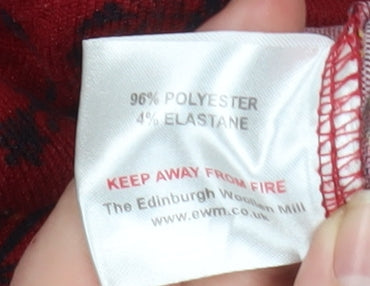 96% POLYESTER
4% ELASTANE
KEEP AWAY FROM FIRE
The Edinburgh Woollen Mill
www.ewm.co.uk